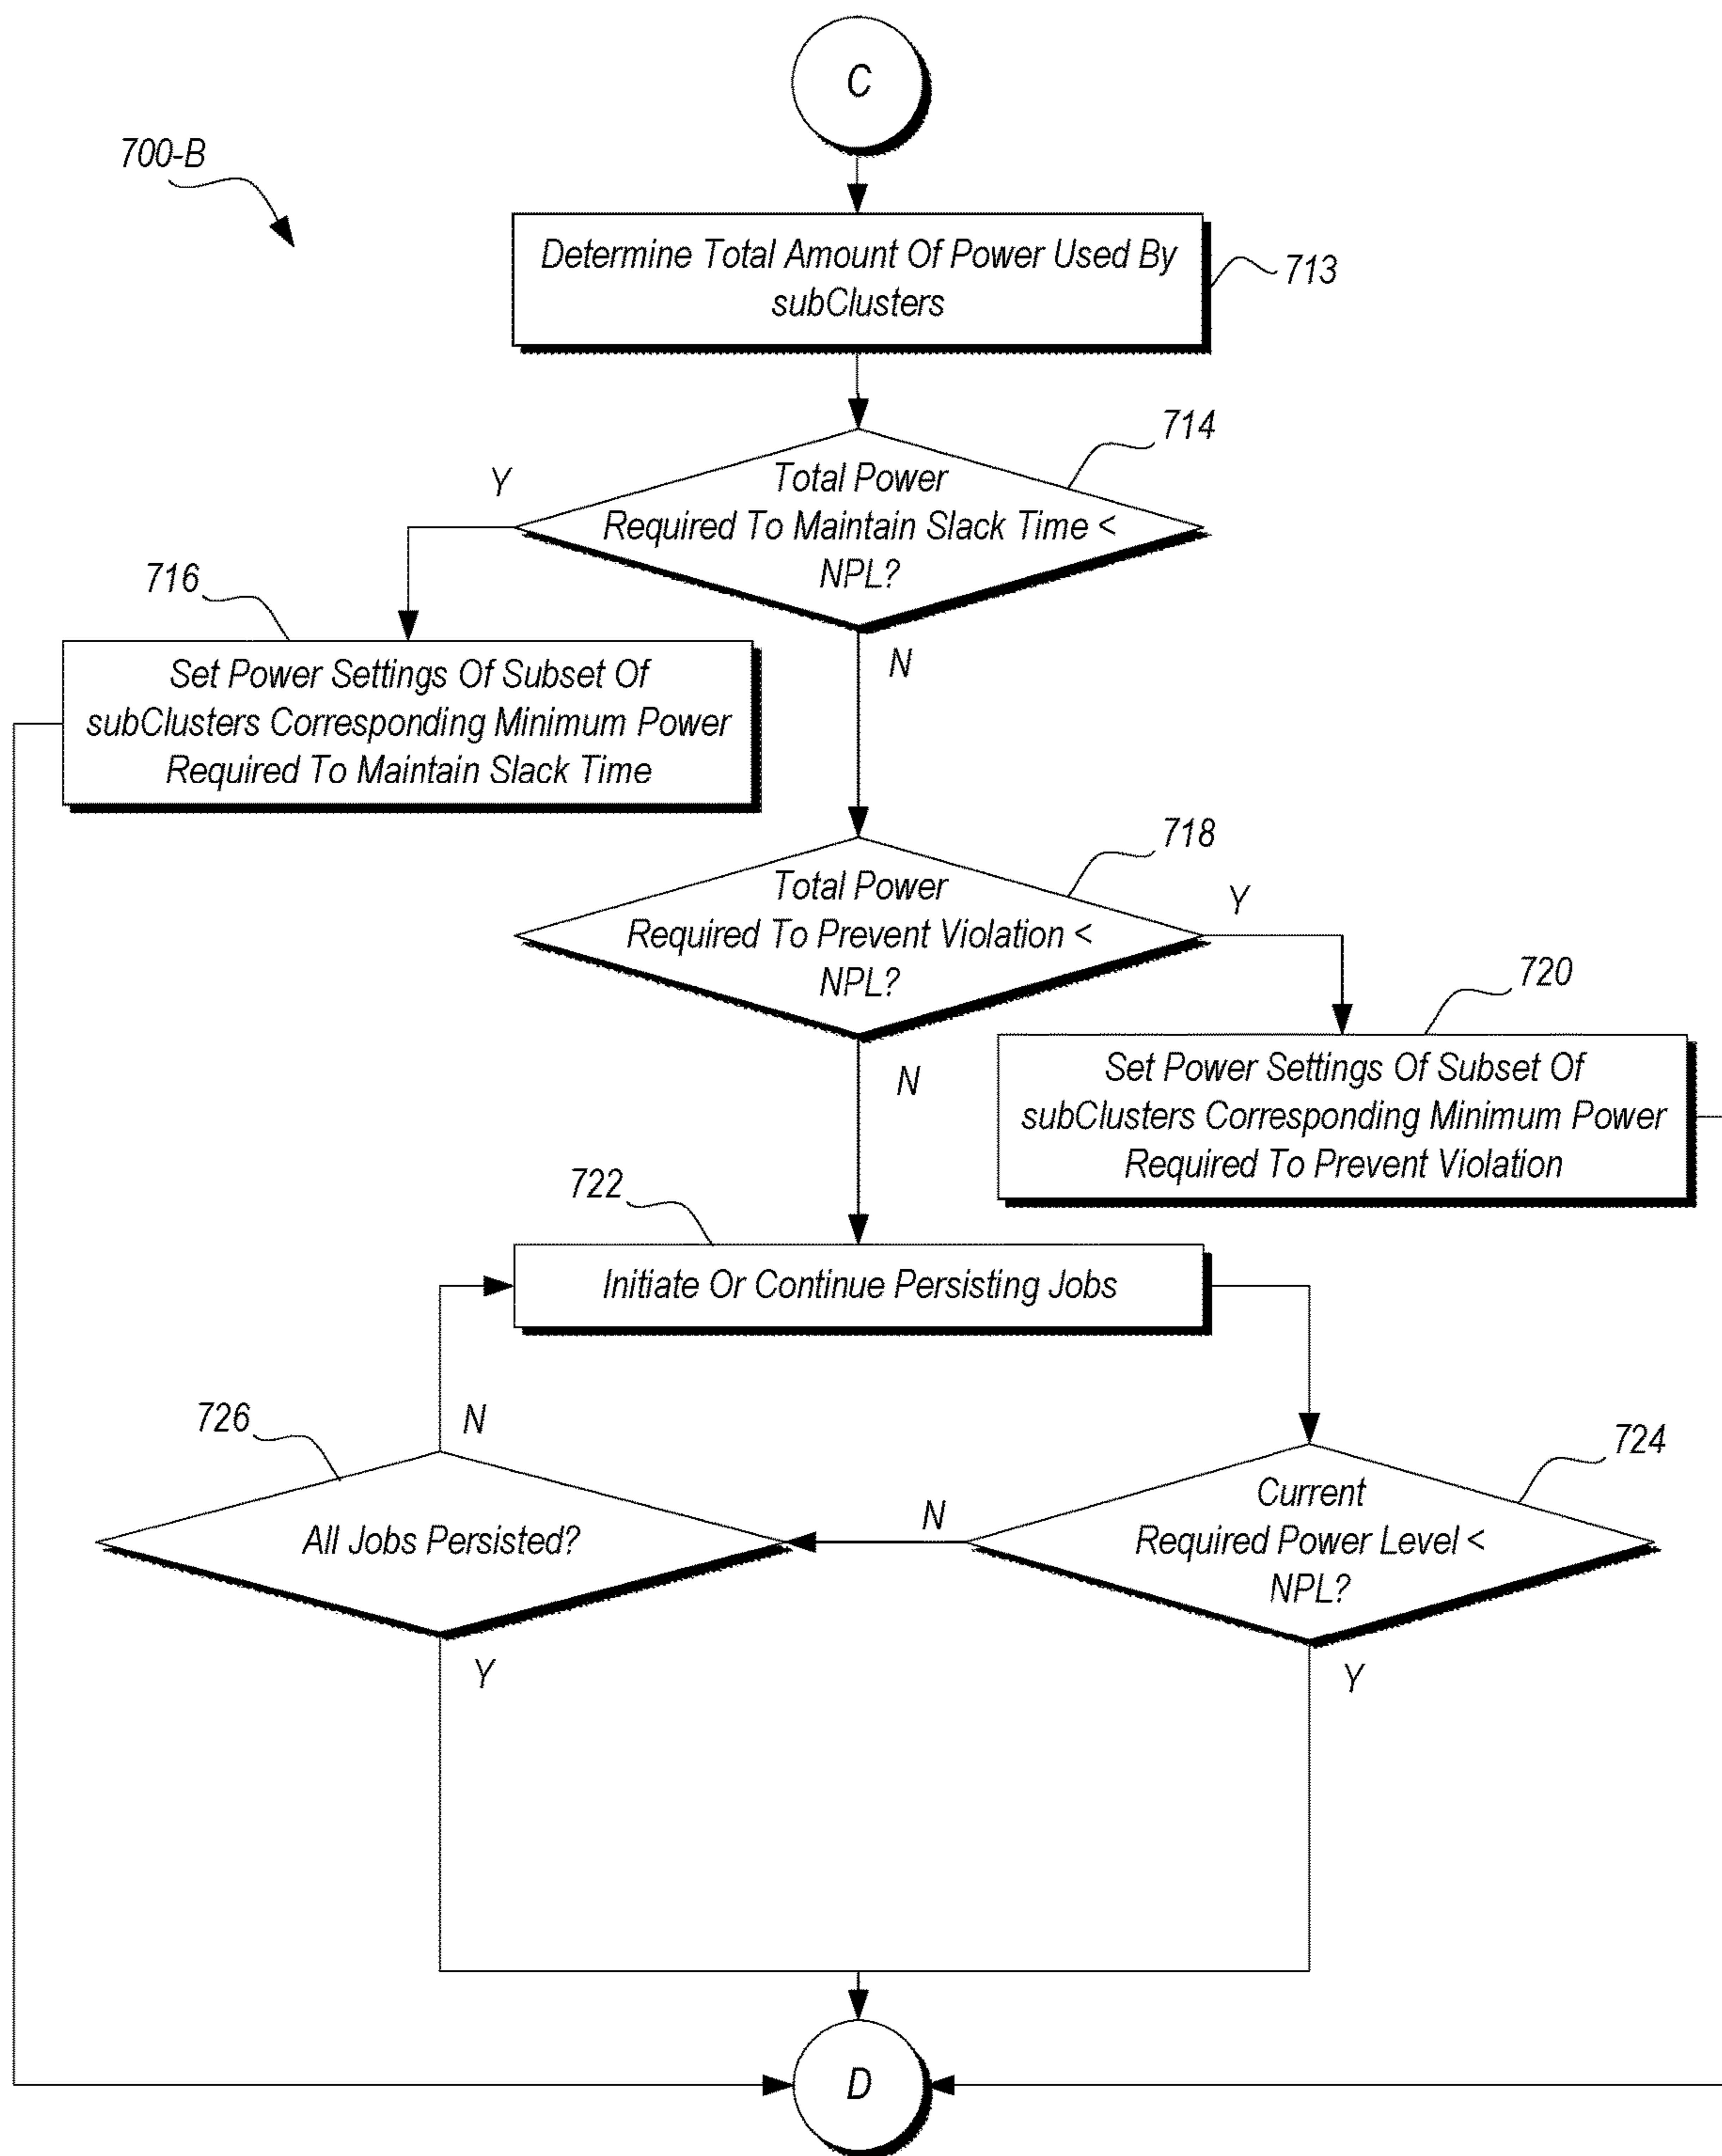 C
700-B
Determine Total Amount Of Power Used By
subClusters
713
714
Y
Total Power
Required To Maintain Slack Time <
NPL?
716
N
Set Power Settings Of Subset Of
subClusters Corresponding Minimum Power
Required To Maintain Slack Time
718
Total Power
Required To Prevent Violation <
NPL?
Y
720
N
Set Power Settings Of Subset Of
subClusters Corresponding Minimum Power
Required To Prevent Violation
722
Initiate Or Continue Persisting Jobs
726
N
724
All Jobs Persisted?
N
Current
Required Power Level <
NPL?
Y
Y
D